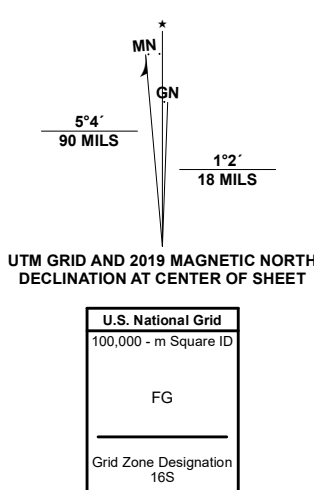 ★
MN
GN
5°4´
90 MILS
1°2´
18 MILS
UTM GRID AND 2019 MAGNETIC NORTH
DECLINATION AT CENTER OF SHEET
U.S. National Grid
100,000 - m Square ID
FG
Grid Zone Designation
16S